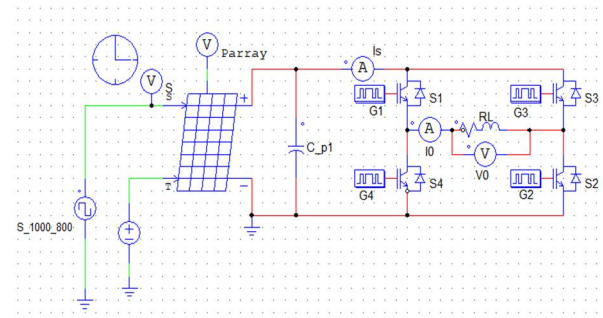 V
Parray
Is
V
S
S
A
+
S1
S3
G1
G3
RL
A
C_p1
I0
V
V0
T
−
S4
S2
G4
G2
S_1000_800